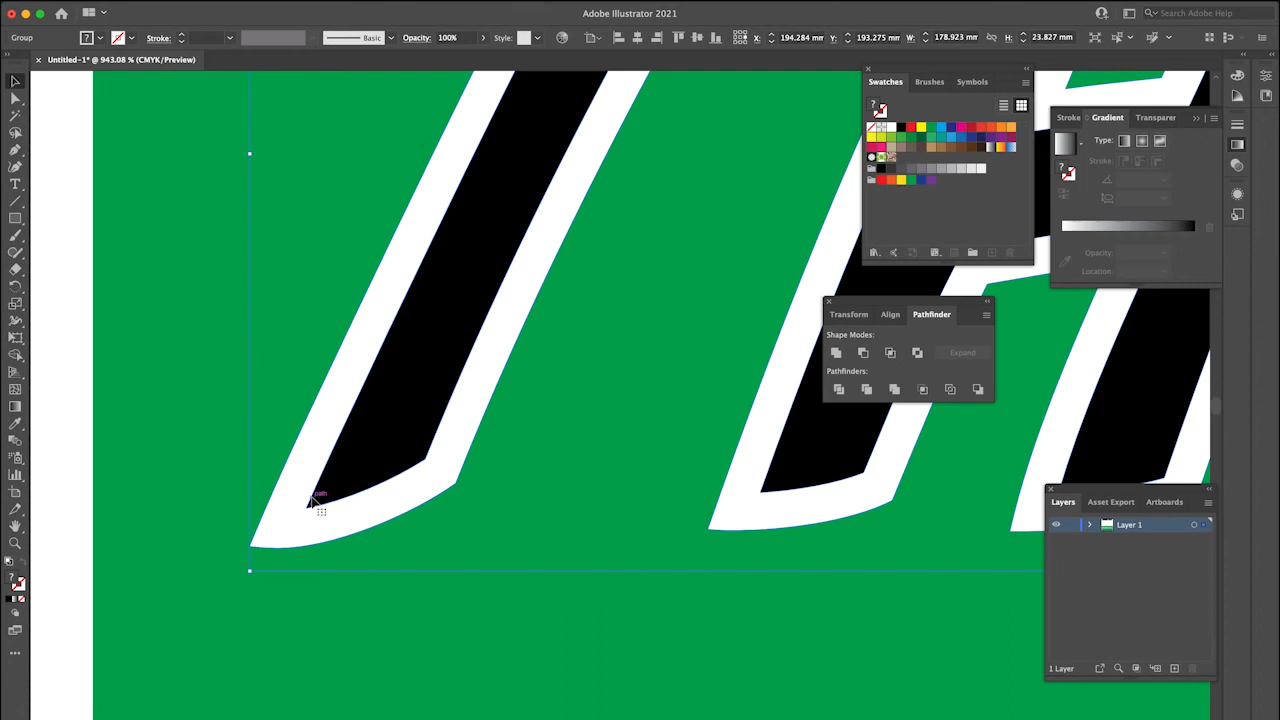 Adobe Illustrator 2021
Search Adobe Help
Group
Stroke:
Basic
Opacity: 100%
Style:
X: 194.284 mm
Y: 193.275 mm
W: 178.923 mm
H: 23.827 mm
Untitled-1* @ 943.08 % (CMYK/Preview)
Swatches Brushes Symbols
Stroke Gradient Transparer
Type:
Stroke:
Opacity:
Location:
Transform Align Pathfinder
Shape Modes:
Expand
Pathfinders:
path
Layers Asset Export Artboards
Layer 1
1 Layer